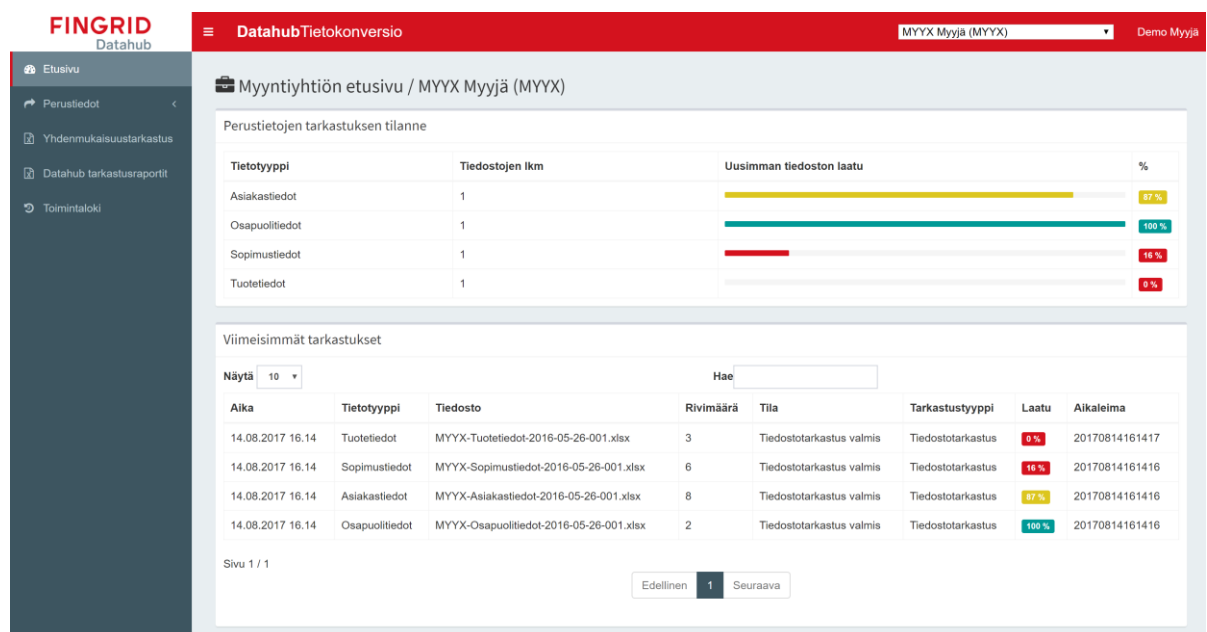 FINGRID
Datahub
DatahubTietokonversio
MYYX Myyjä (MYYX)
Demo Myyjä
Etusivu
Perustiedot
Yhdenmukaisuustarkastus
Datahub tarkastusraportit
Toimintaloki
Myyntiyhtiön etusivu / MYYX Myyjä (MYYX)
Perustietojen tarkastuksen tilanne
Tietotyyppi Tiedostojen lkm Uusimman tiedoston laatu %
Asiakastiedot 1 87 %
Osapuolitiedot 1 100 %
Sopimustiedot 1 16 %
Tuotetiedot 1 0 %
Viimeisimmät tarkastukset
Näytä 10 Hae
Aika Tietotyyppi Tiedosto Rivimäärä Tila Tarkastustyyppi Laatu Aikaleima
14.08.2017 16.14 Tuotetiedot MYYX-Tuotetiedot-2016-05-26-001.xlsx 3 Tiedostotarkastus valmis Tiedostotarkastus 0 % 20170814161417
14.08.2017 16.14 Sopimustiedot MYYX-Sopimustiedot-2016-05-26-001.xlsx 6 Tiedostotarkastus valmis Tiedostotarkastus 16 % 20170814161416
14.08.2017 16.14 Asiakastiedot MYYX-Asiakastiedot-2016-05-26-001.xlsx 8 Tiedostotarkastus valmis Tiedostotarkastus 87 % 20170814161416
14.08.2017 16.14 Osapuolitiedot MYYX-Osapuolitiedot-2016-05-26-001.xlsx 2 Tiedostotarkastus valmis Tiedostotarkastus 100 % 20170814161416
Sivu 1 / 1
Edellinen 1 Seuraava